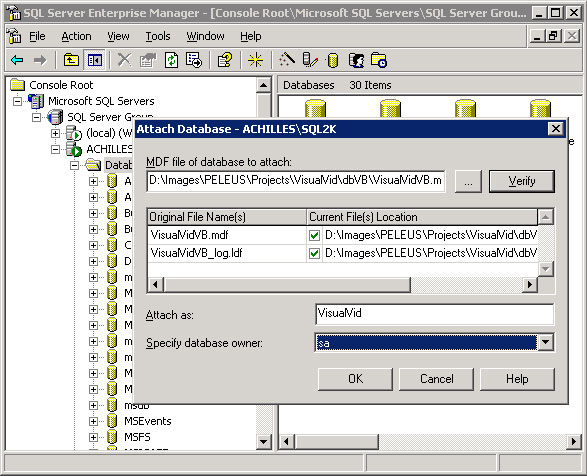 SQL Server Enterprise Manager - [Console Root\Microsoft SQL Servers\SQL Server Grou...
File Action View Tools Window Help
Console Root
Microsoft SQL Servers
SQL Server Group
(local) (W
ACHILLES
Datab
Databases 30 Items
Attach Database - ACHILLES\SQL2K
MDF file of database to attach:
D:\Images\PELEUS\Projects\VisualVid\dbVB\VisualVidVB.m
...
Verify
Original File Name(s) Current File(s) Location
VisualVidVB.mdf D:\Images\PELEUS\Projects\VisualVid\dbV
VisualVidVB_log.ldf D:\Images\PELEUS\Projects\VisualVid\dbV
Attach as: VisualVid
Specify database owner: sa
OK Cancel Help
msdb
MSEvents
MSFS